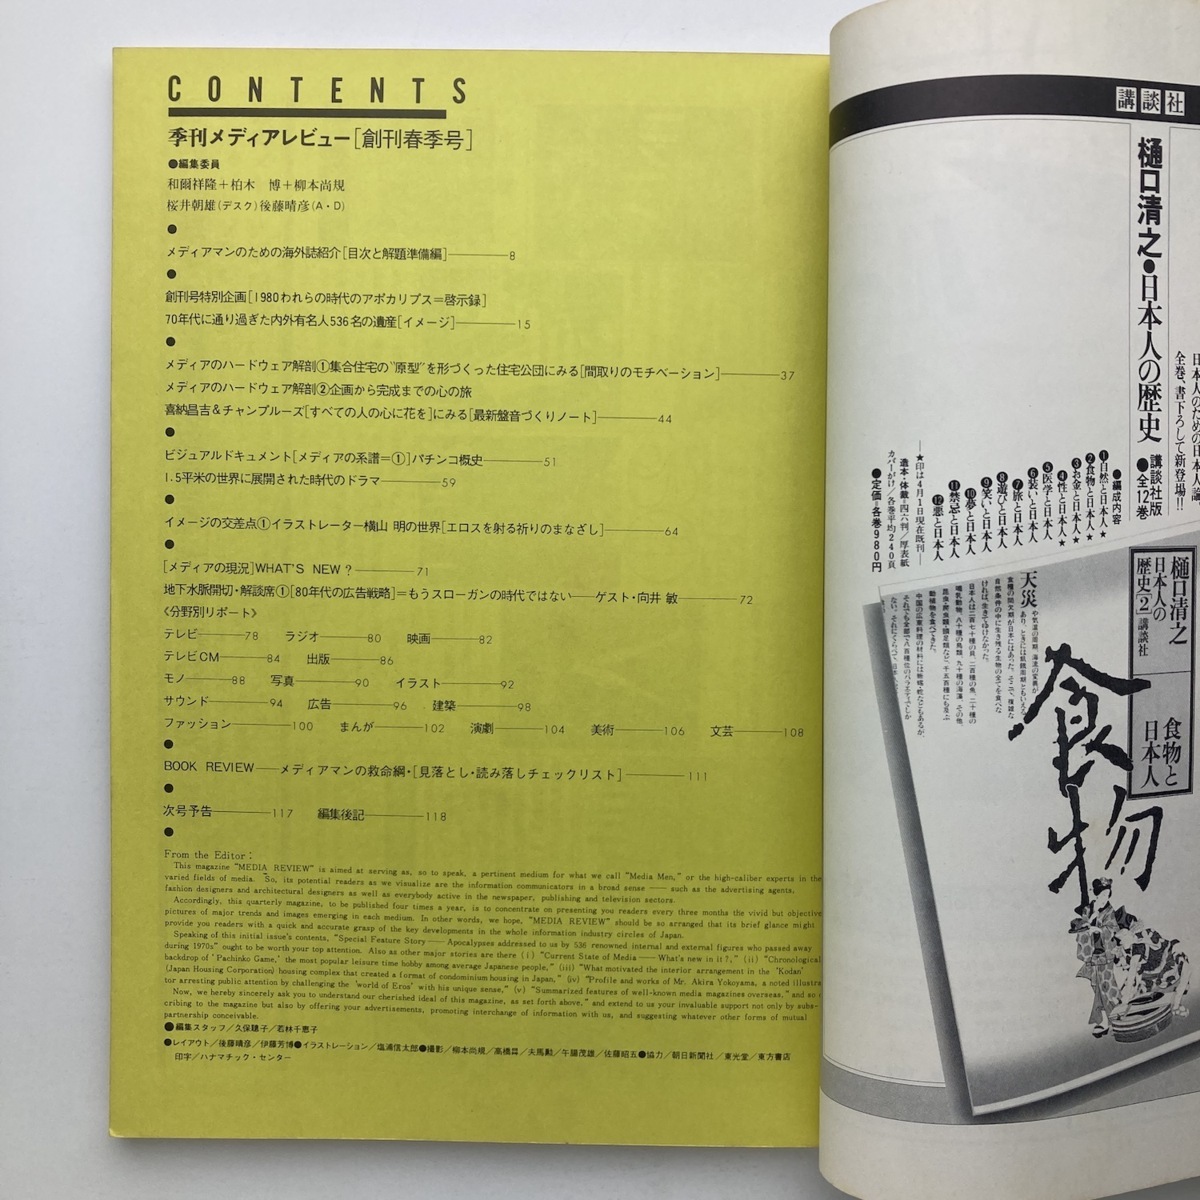 CONTENTS
季刊メディアレビュー[創刊春季号]
●編集委員
和爾祥隆＋柏木　博＋柳本尚規
桜井朝雄(デスク)後藤晴彦(A・D)
●
メディアマンのための海外誌紹介[目次と解題準備編]―8
●
創刊号特別企画[1980われらの時代のアポカリプス＝啓示録]
70年代に通り過ぎた内外有名人536名の遺産[イメージ]―15
●
メディアのハードウェア解剖①集合住宅の“原型”を形づくった住宅公団にみる[間取りのモチベーション]―37
メディアのハードウェア解剖②企画から完成までの心の旅
喜納昌吉＆チャンプルーズ[すべての人の心に花を]にみる[最新盤音づくりノート]―44
●
ビジュアルドキュメント[メディアの系譜＝①]パチンコ概史―51
1.5平米の世界に展開された時代のドラマ―59
●
イメージの交差点①イラストレーター横山 明の世界[エロスを射る祈りのまなざし]―64
●
[メディアの現況]WHAT'S NEW？―71
地下水脈開切・解談席①[80年代の広告戦略]＝もうスローガンの時代ではない―ゲスト・向井 敏―72
《分野別リポート》
テレビ―78　ラジオ―80　映画―82
テレビCM―84　出版―86
モノ―88　写真―90　イラスト―92
サウンド―94　広告―96　建築―98
ファッション―100　まんが―102　演劇―104　美術―106　文芸―108
●
BOOK REVIEW―メディアマンの救命綱・[見落とし・読み落しチェックリスト]―111
●
次号予告―117　編集後記―118
●
From the Editor：
This magazine “MEDIA REVIEW” is aimed at serving as, so to speak, a pertinent medium for what we call “Media Men,” or the high-caliber experts in the
varied fields of media. So, its potential readers as we visualize are the information communicators in a broad sense ― such as the advertising agents,
fashion designers and architectural designers as well as everybody active in the newspaper, publishing and television sectors.
Accordingly, this quarterly magazine, to be published four times a year, is to concentrate on presenting you readers every three months the vivid but objective
pictures of major trends and images emerging in each medium. In other words, we hope, “MEDIA REVIEW” should be so arranged that its brief glance might
provide you readers with a quick and accurate grasp of the key developments in the whole information industry circles of Japan.
Speaking of this initial issue's contents, “Special Feature Story ― Apocalypses addressed to us by 536 renowned internal and external figures who passed away
during 1970s” ought to be worth your top attention. Also as other major stories are there (i) “Current State of Media ― What's new in it?,” (ii) “Chronological
backdrop of ‘Pachinko Game,’ the most popular leisure time hobby among average Japanese people,” (iii) “What motivated the interior arrangement in the ‘Kodan’
(Japan Housing Corporation) housing complex that created a format of condominium housing in Japan,” (iv) “Profile and works of Mr. Akira Yokoyama, a noted illustra-
tor arresting public attention by challenging the ‘world of Eros’ with his unique sense,” (v) “Summarized features of well-known media magazines overseas,” and so
Now, we hereby sincerely ask you to understand our cherished ideal of this magazine, as set forth above,” and extend to us your invaluable support not only by subs-
cribing to the magazine but also by offering your advertisements, promoting interchange of information with us, and suggesting whatever other forms of mutual
partnership conceivable.
●編集スタッフ／久保聰子／若林千恵子
●レイアウト／後藤晴彦／伊藤芳博●イラストレーション／塩浦信太郎●撮影／柳本尚規／高橋昌／夫馬勲／午腸茂雄／佐藤昭五●協力／朝日新聞社／東光堂／東方書店
印字／ハナマチック・センター
講談社
日本人のための日本人論
全巻、書下ろしで新登場!!
樋口清之●日本人の歴史
講談社版
●全12巻
●編成内容
①自然と日本人★
②食物と日本人★
③お金と日本人★
④性と日本人★
⑤医学と日本人
⑥装いと日本人
⑦旅と日本人
⑧遊びと日本人
⑨笑いと日本人
⑩夢と日本人
⑪禁忌と日本人
⑫悪と日本人
―★印は4月1日現在既刊―
造本・体裁＝四六判／厚表紙
カバーがけ／各巻平均240頁
●定価＝各巻980円
樋口清之
日本人の
歴史[2]講談社
食物と
日本人
食物
天災